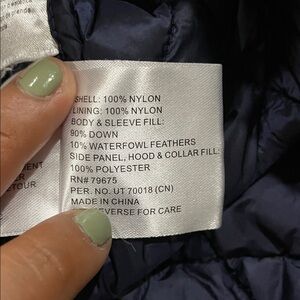 SHELL: 100% NYLON
LINING: 100% NYLON
BODY & SLEEVE FILL:
90% DOWN
10% WATERFOWL FEATHERS
SIDE PANEL, HOOD & COLLAR FILL:
100% POLYESTER
RN# 79675
PER. NO. UT 70018 (CN)
MADE IN CHINA
REVERSE FOR CARE